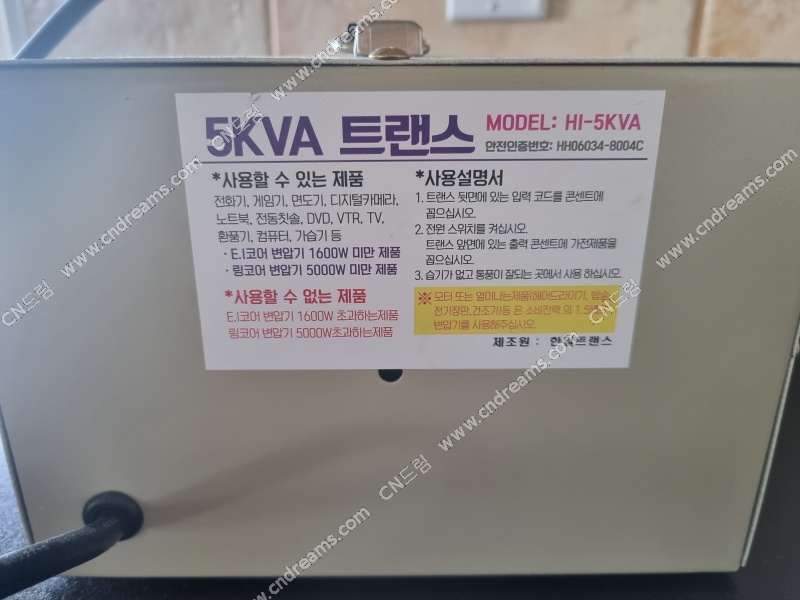 5KVA 트랜스
MODEL: HI-5KVA
안전인증번호: HH06034-8004C
*사용할 수 있는 제품
전화기, 게임기, 면도기, 디지털카메라,
노트북, 전동칫솔, DVD, VTR, TV,
환풍기, 컴퓨터, 가습기 등
· E.I코어 변압기 1600W 미만 제품
· 링코어 변압기 5000W 미만 제품
*사용할 수 없는 제품
E.I코어 변압기 1600W 초과하는제품
링코어 변압기 5000W초과하는제품
*사용설명서
1. 트랜스 뒷면에 있는 입력 코드를 콘센트에
꼽으십시오.
2. 전원 스위치를 켜십시오.
트랜스 앞면에 있는 출력 콘센트에 가전제품을
꼽으십시오.
3. 습기가 없고 통풍이 잘되는 곳에서 사용 하십시오.
※ 모터 또는 열이나는제품(헤어드라이기, 밥솥,
전기장판,건조기)등 은 소비전력 의 1.5
변압기를 사용해주십시오.
제조원 : 한일트랜스
CN드림 www.cndreams.com